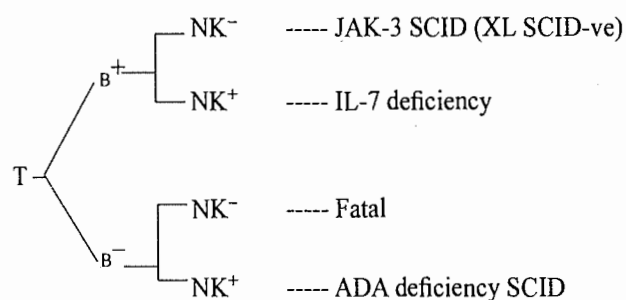 NK⁻ ----- JAK-3 SCID (XL SCID-ve)
B⁺
NK⁺ ----- IL-7 deficiency
T
NK⁻ ----- Fatal
B⁻
NK⁺ ----- ADA deficiency SCID